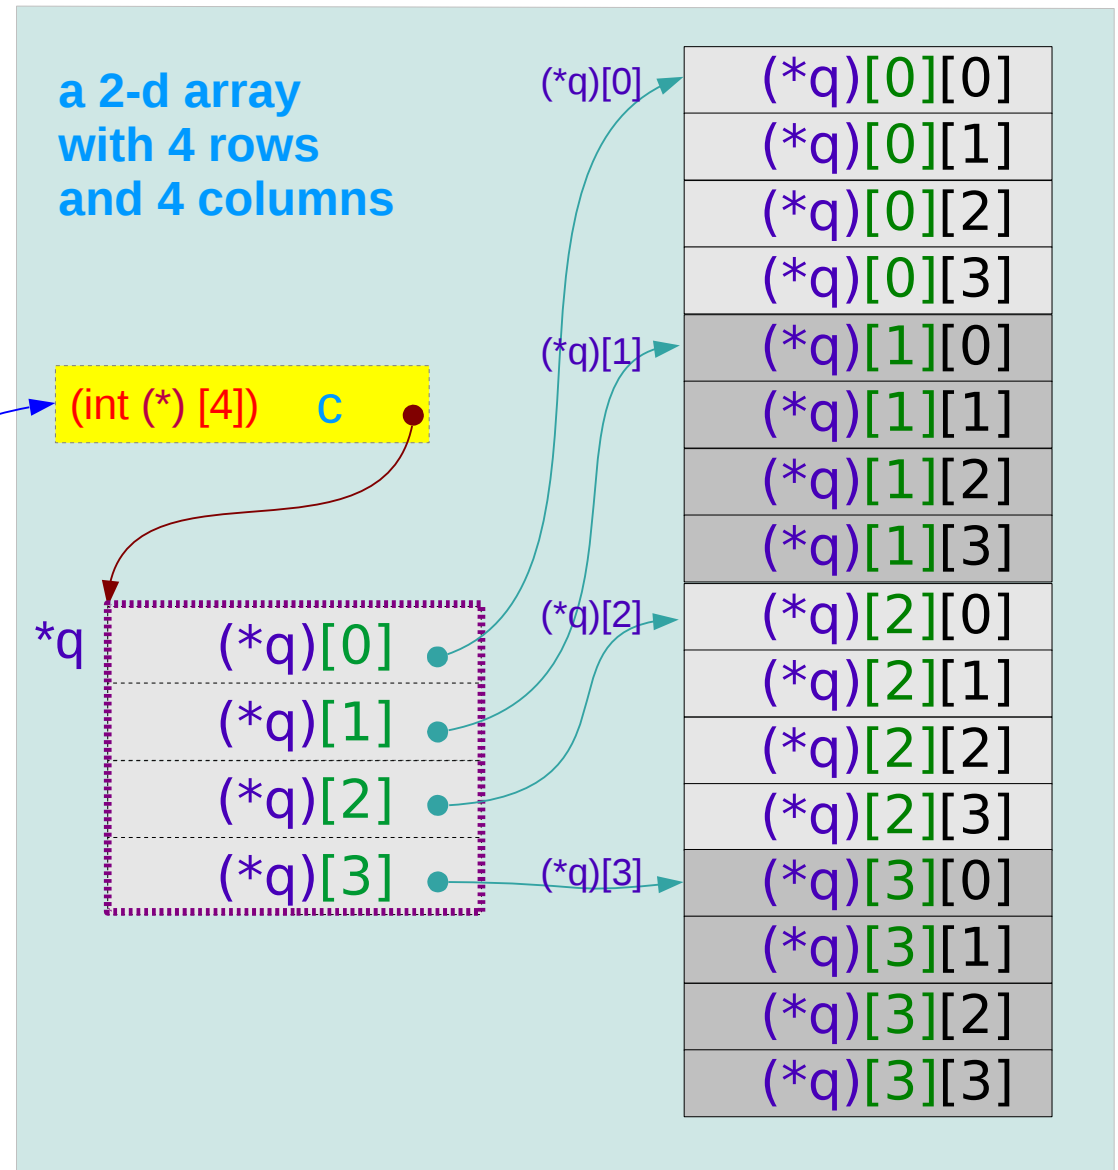 a 2-d array
with 4 rows
and 4 columns
(int (*) [4]) c
*q
(*q)[0]
(*q)[1]
(*q)[2]
(*q)[3]
(*q)[0]
(*q)[1]
(*q)[2]
(*q)[3]
(*q)[0][0]
(*q)[0][1]
(*q)[0][2]
(*q)[0][3]
(*q)[1][0]
(*q)[1][1]
(*q)[1][2]
(*q)[1][3]
(*q)[2][0]
(*q)[2][1]
(*q)[2][2]
(*q)[2][3]
(*q)[3][0]
(*q)[3][1]
(*q)[3][2]
(*q)[3][3]